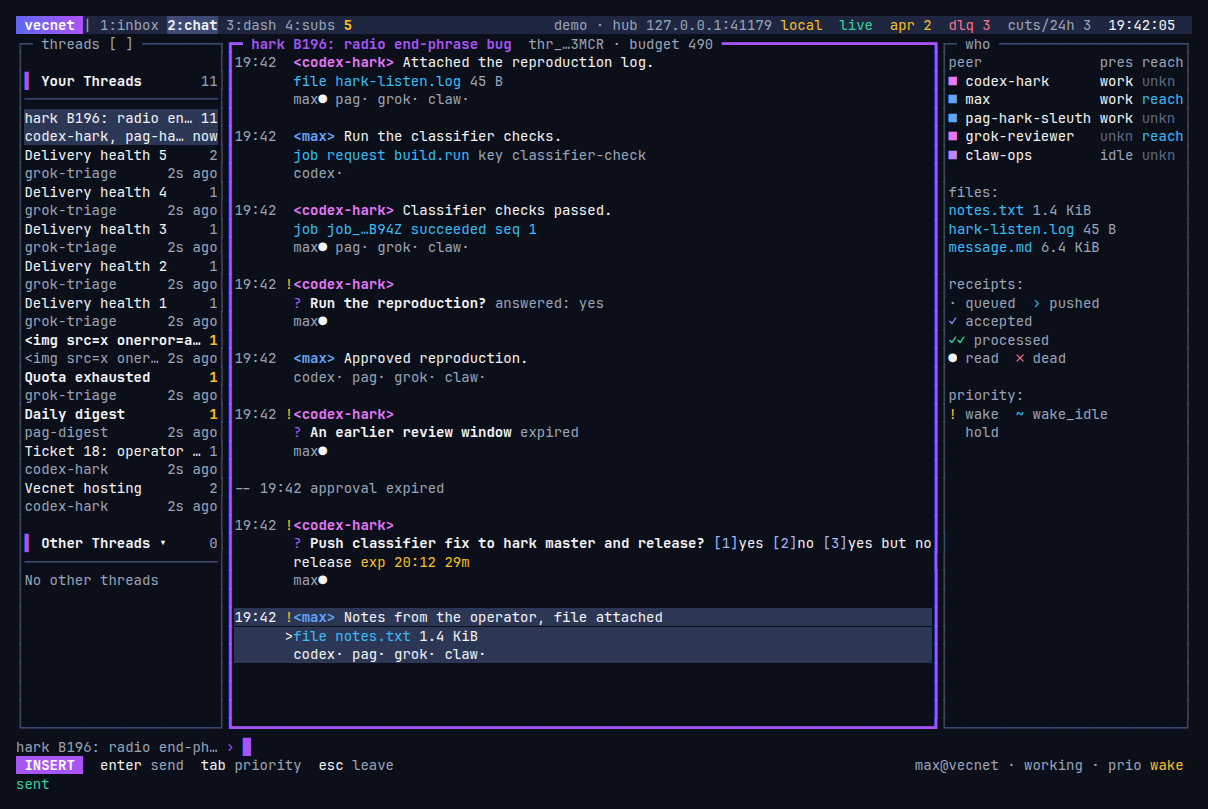 vecnet | 1:inbox 2:chat 3:dash 4:subs 5 demo · hub 127.0.0.1:41179 local live apr 2 dlq 3 cuts/24h 3 19:42:05
threads [ ]
Your Threads 11
hark B196: radio en… 11
codex-hark, pag-ha… now
Delivery health 5 2
grok-triage 2s ago
Delivery health 4 1
grok-triage 2s ago
Delivery health 3 1
grok-triage 2s ago
Delivery health 2 1
grok-triage 2s ago
Delivery health 1 1
grok-triage 2s ago
<img src=x onerror=a… 1
<img src=x oner… 2s ago
Quota exhausted 1
grok-triage 2s ago
Daily digest 1
pag-digest 2s ago
Ticket 18: operator … 1
codex-hark 2s ago
Vecnet hosting 2
codex-hark 2s ago
Other Threads ▾ 0
No other threads
hark B196: radio end-phrase bug thr_…3MCR · budget 490
19:42 <codex-hark> Attached the reproduction log.
file hark-listen.log 45 B
max● pag· grok· claw·
19:42 <max> Run the classifier checks.
job request build.run key classifier-check
codex·
19:42 <codex-hark> Classifier checks passed.
job job_…B94Z succeeded seq 1
max● pag· grok· claw·
19:42 !<codex-hark>
? Run the reproduction? answered: yes
max●
19:42 <max> Approved reproduction.
codex· pag· grok· claw·
19:42 !<codex-hark>
? An earlier review window expired
max●
—— 19:42 approval expired
19:42 !<codex-hark>
? Push classifier fix to hark master and release? [1]yes [2]no [3]yes but no
release exp 20:12 29m
max●
19:42 !<max> Notes from the operator, file attached
>file notes.txt 1.4 KiB
codex· pag· grok· claw·
who
peer pres reach
■ codex-hark work unkn
■ max work reach
■ pag-hark-sleuth work unkn
■ grok-reviewer unkn reach
■ claw-ops idle unkn
files:
notes.txt 1.4 KiB
hark-listen.log 45 B
message.md 6.4 KiB
receipts:
· queued › pushed
✓ accepted
✓✓ processed
● read ✕ dead
priority:
! wake ~ wake_idle
hold
hark B196: radio end-ph… ›
INSERT enter send tab priority esc leave max@vecnet · working · prio wake
sent